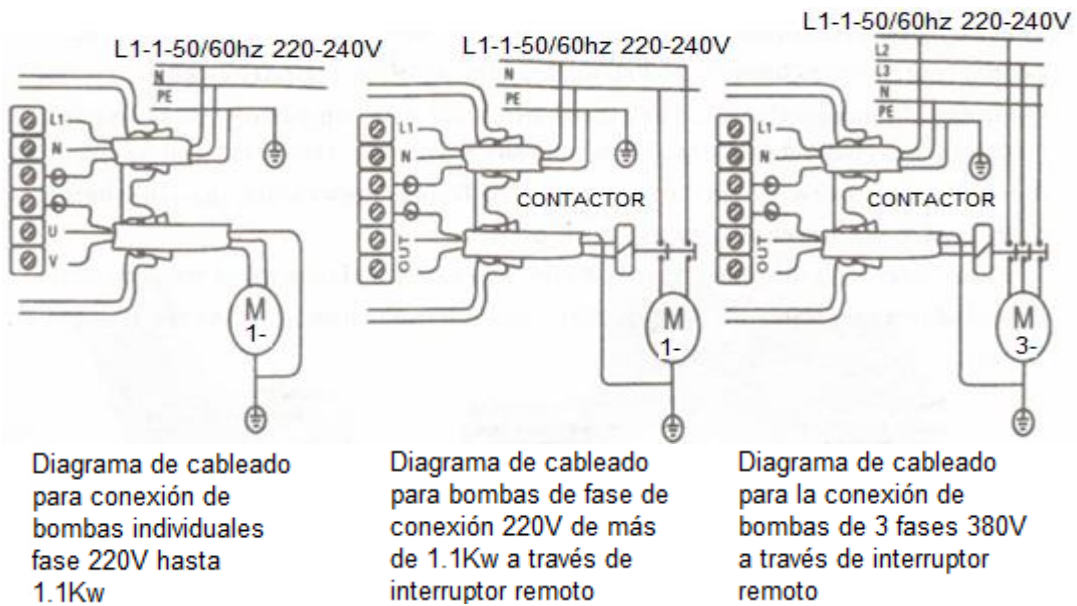 L1-1-50/60hz 220-240V
N
PE
L1
N
U
V
M
1-
Diagrama de cableado
para conexión de
bombas individuales
fase 220V hasta
1.1Kw
L1-1-50/60hz 220-240V
N
PE
L1
N
CONTACTOR
OUT
M
1-
Diagrama de cableado
para bombas de fase de
conexión 220V de más
de 1.1Kw a través de
interruptor remoto
L1-1-50/60hz 220-240V
L2
L3
N
PE
L1
N
CONTACTOR
OUT
M
3-
Diagrama de cableado
para la conexión de
bombas de 3 fases 380V
a través de interruptor
remoto